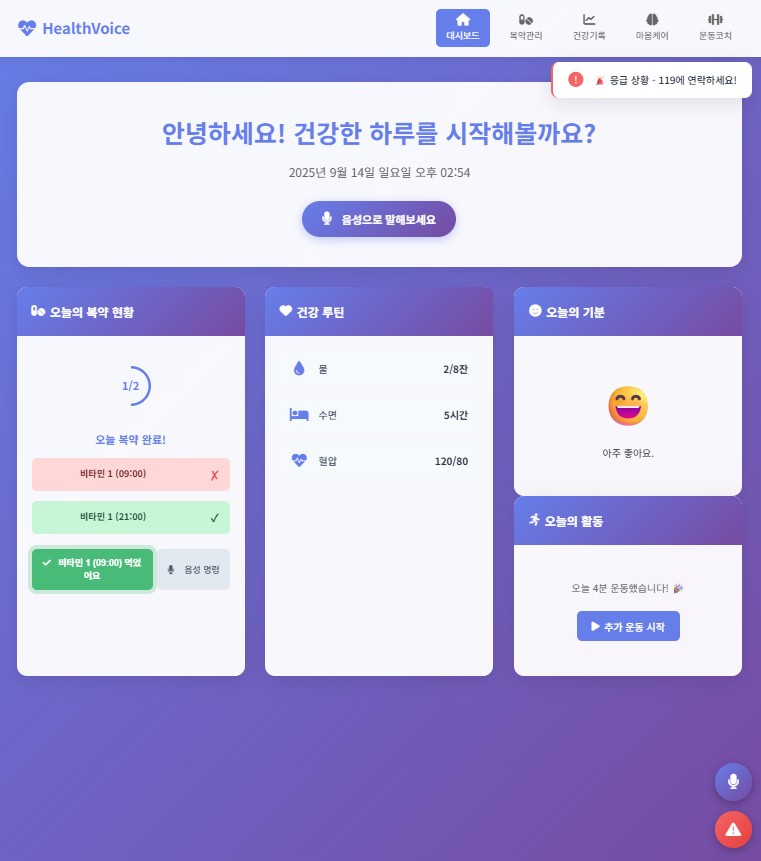 HealthVoice
대시보드
복약관리
건강기록
마음케어
운동코치
응급 상황 - 119에 연락하세요!
안녕하세요! 건강한 하루를 시작해볼까요?
2025년 9월 14일 일요일 오후 02:54
음성으로 말해보세요
오늘의 복약 현황
1/2
오늘 복약 완료!
비타민 1 (09:00) ✗
비타민 1 (21:00) ✓
비타민 1 (09:00) 먹었
어요
음성 명령
건강 루틴
물 2/8잔
수면 5시간
혈압 120/80
오늘의 기분
아주 좋아요.
오늘의 활동
오늘 4분 운동했습니다! 🎉
추가 운동 시작